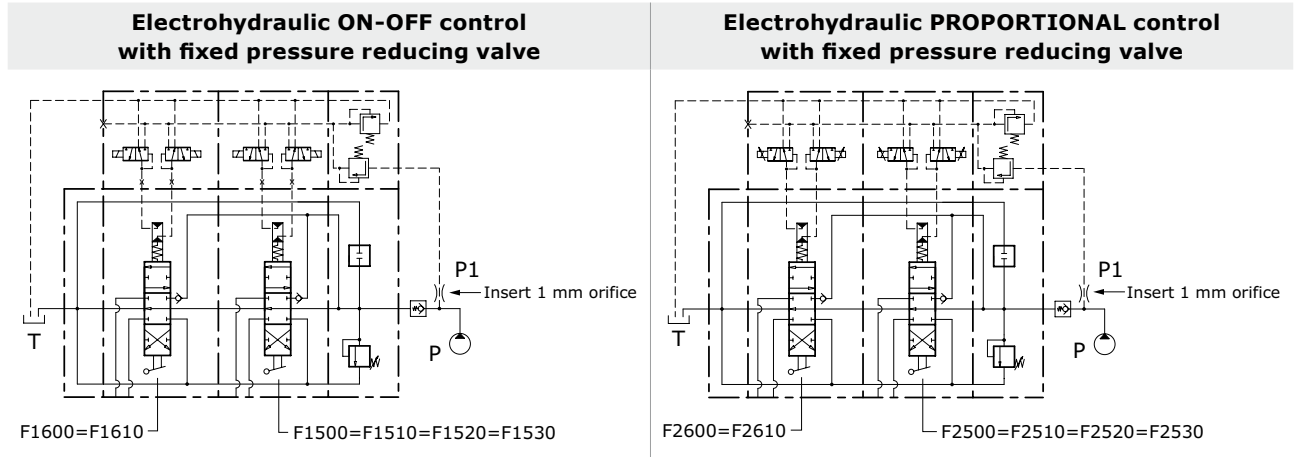 Electrohydraulic ON-OFF control
with fixed pressure reducing valve
P1
Insert 1 mm orifice
T
P
F1600=F1610
F1500=F1510=F1520=F1530
Electrohydraulic PROPORTIONAL control
with fixed pressure reducing valve
P1
Insert 1 mm orifice
T
P
F2600=F2610
F2500=F2510=F2520=F2530